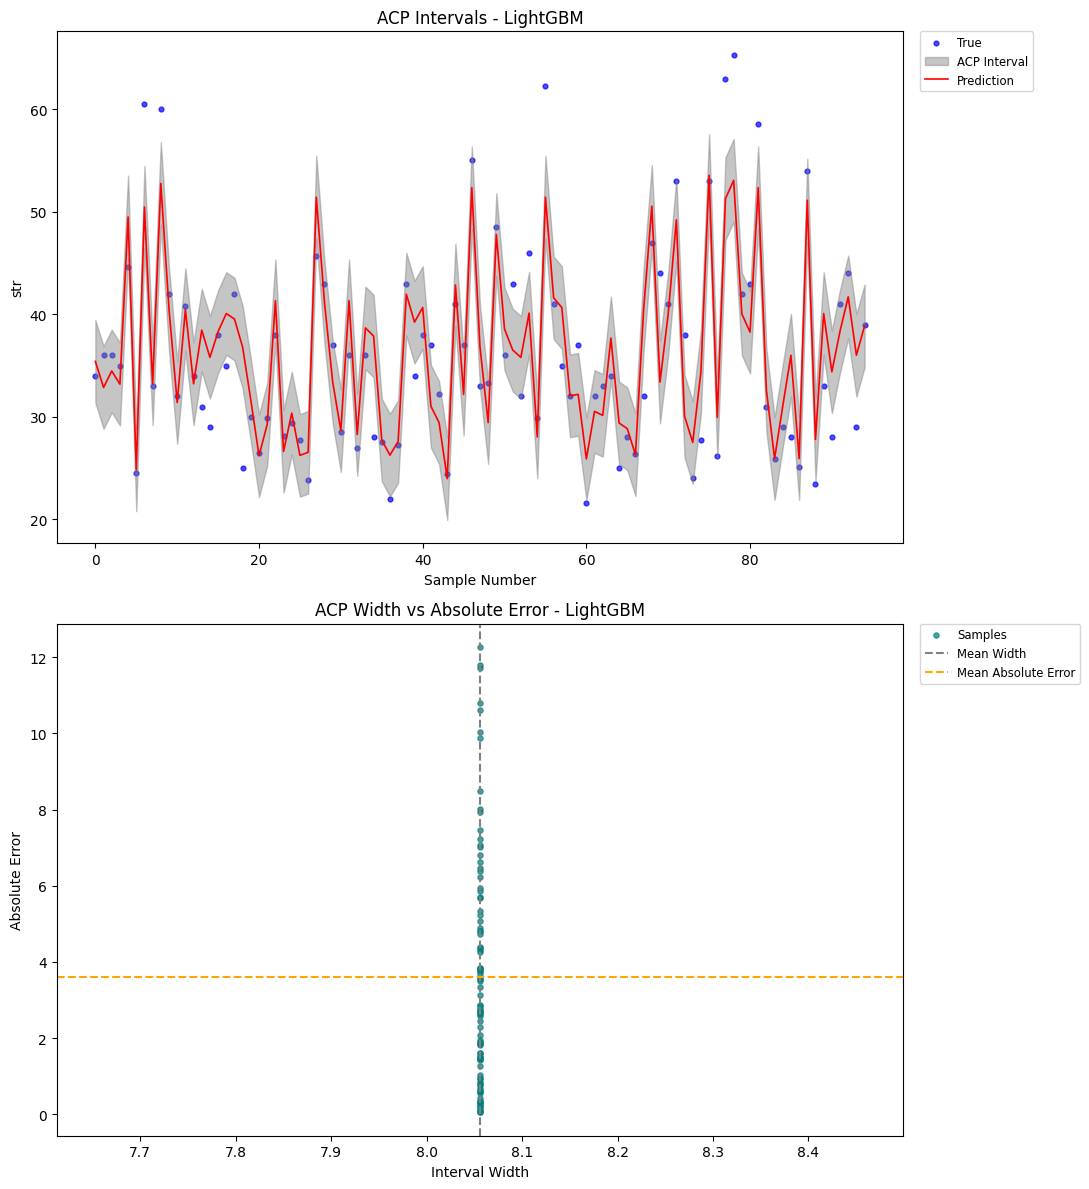 ACP Intervals - LightGBM
True
ACP Interval
Prediction
60
50
40
30
20
str
0 20 40 60 80
Sample Number
ACP Width vs Absolute Error - LightGBM
Samples
Mean Width
Mean Absolute Error
12
10
8
6
4
2
0
Absolute Error
7.7 7.8 7.9 8.0 8.1 8.2 8.3 8.4
Interval Width